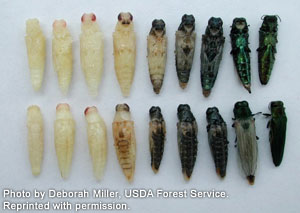 Photo by Deborah Miller, USDA Forest Service.
Reprinted with permission.